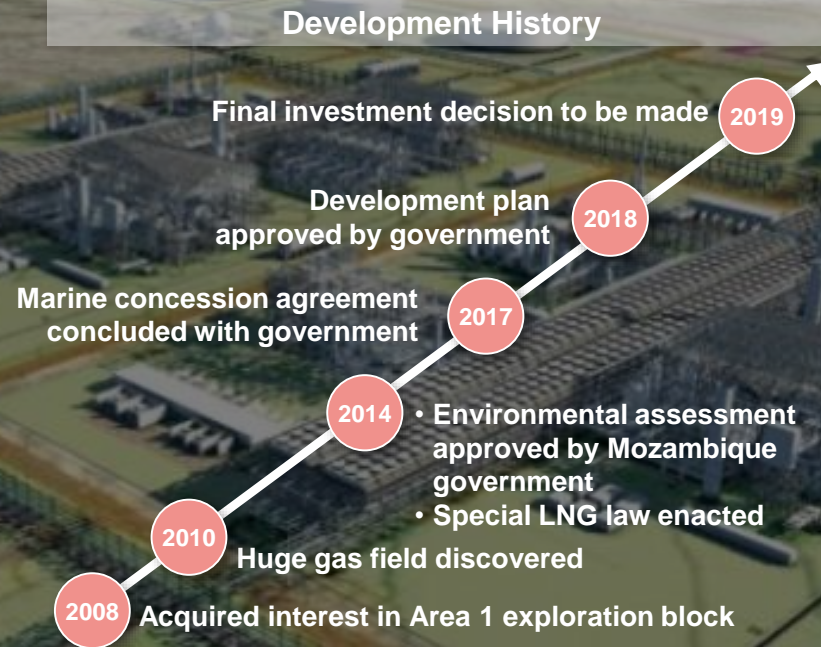 Development History
Final investment decision to be made
2019
Development plan
approved by government
2018
Marine concession agreement
concluded with government
2017
2014
• Environmental assessment
approved by Mozambique
government
• Special LNG law enacted
2010
Huge gas field discovered
2008
Acquired interest in Area 1 exploration block